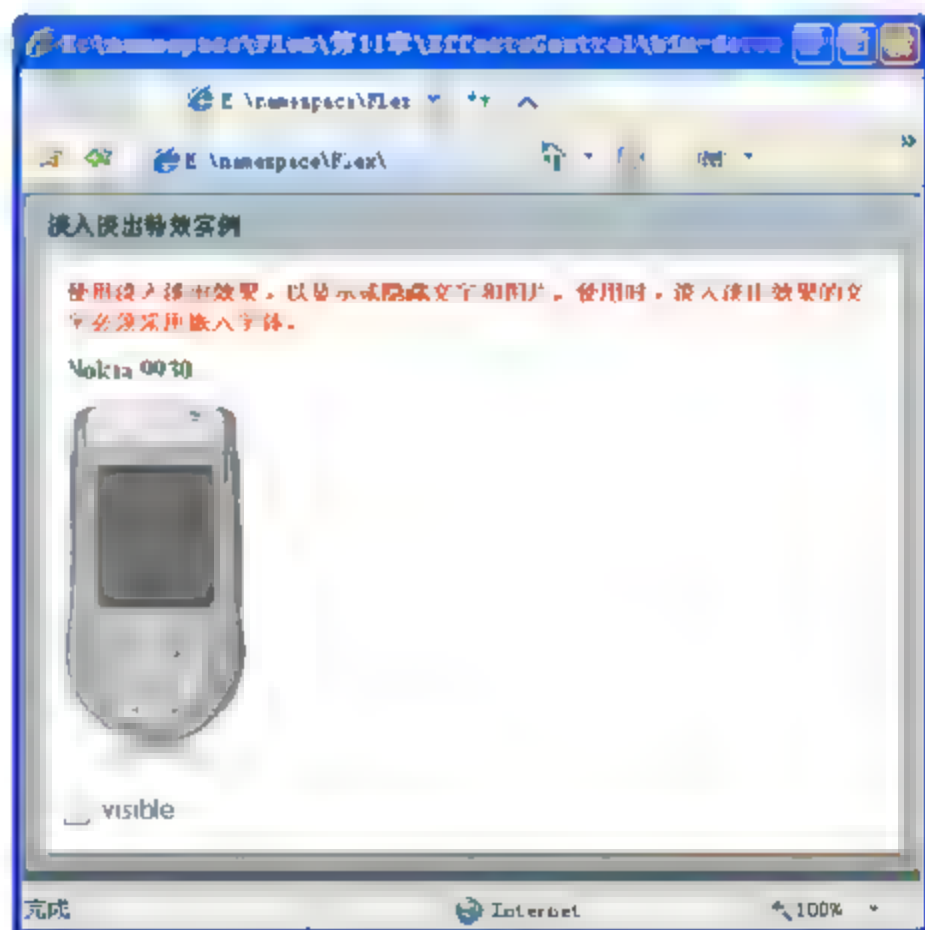 E:\namespace\Flex\第11章\EffectsControl\bin-debug
E:\namespace\Flex
E:\namespace\Flex\
淡入淡出特效实例
使用淡入淡出效果，以显示或隐藏文字和图片。使用时，淡入淡出效果的文
字必须采用嵌入字体。
Nokia 9930
visible
完成
Internet
100%